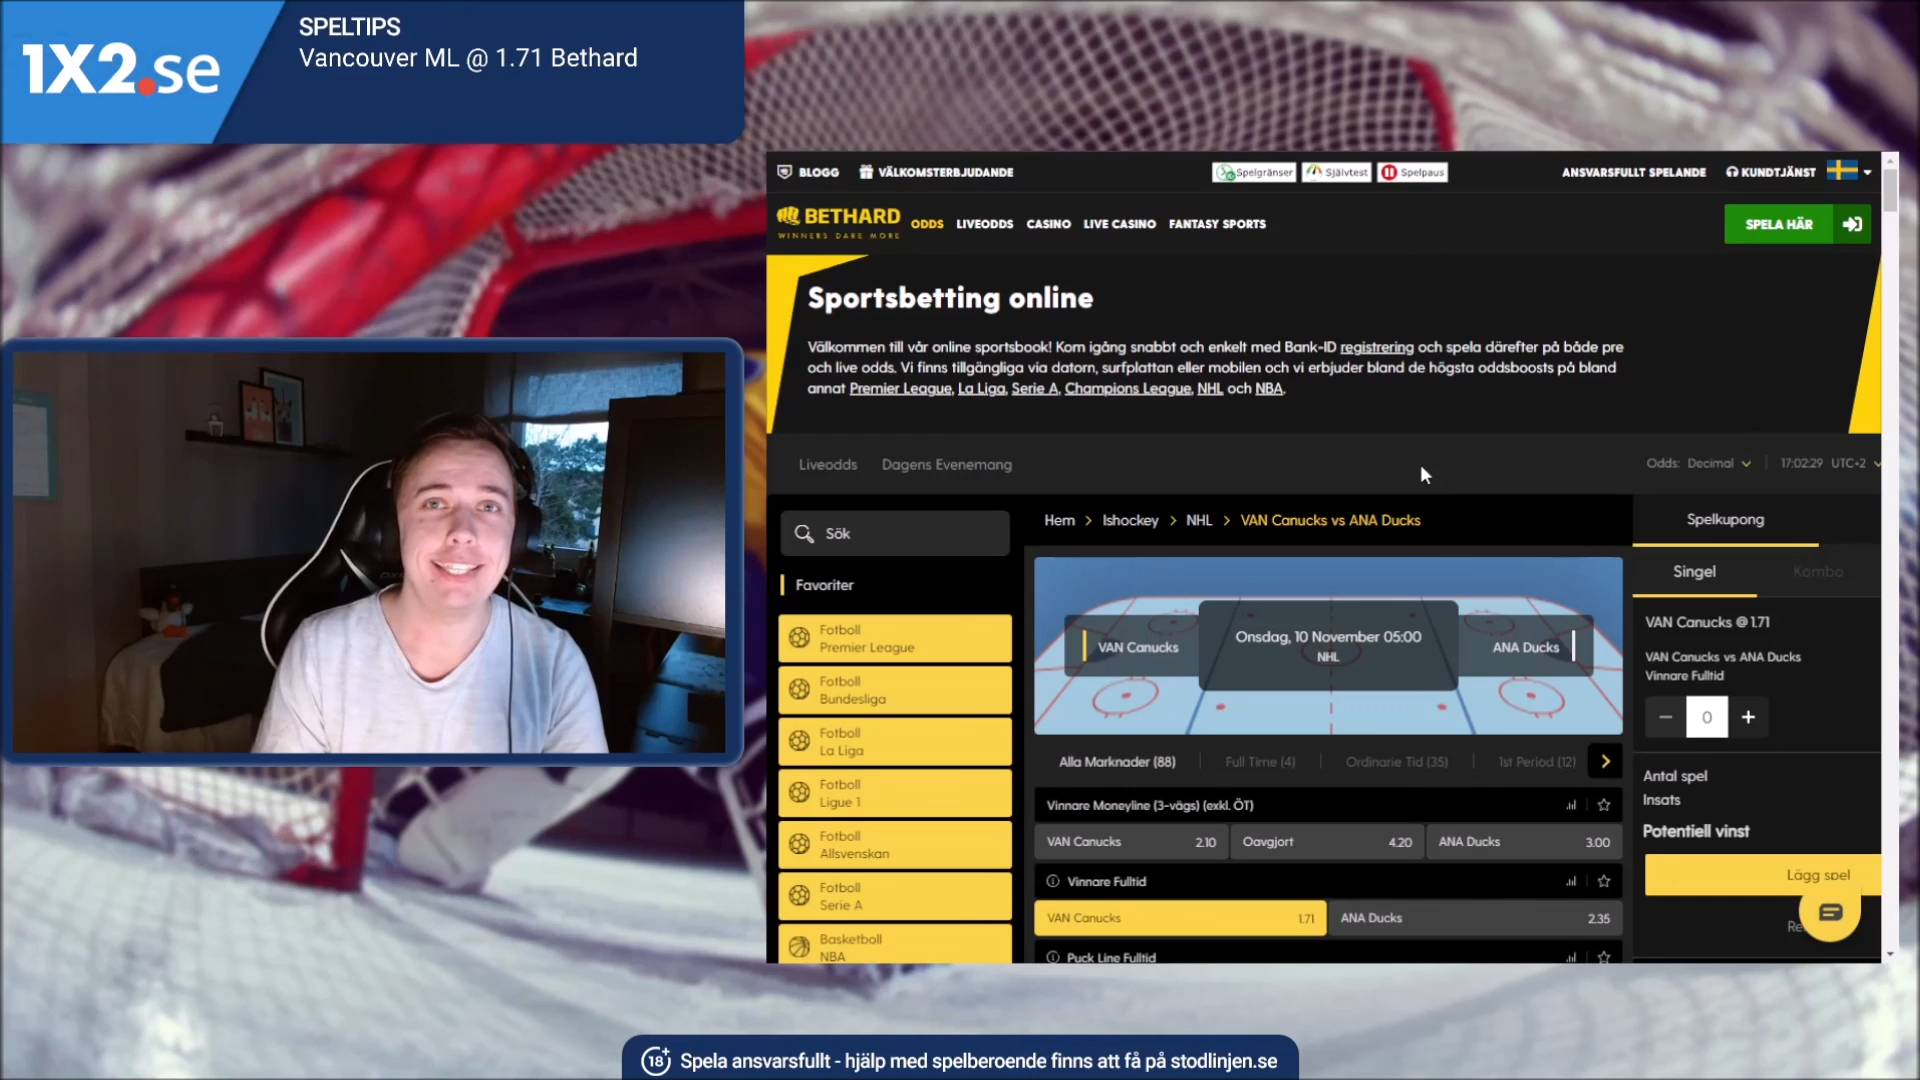 1X2.se
SPELTIPS
Vancouver ML @ 1.71 Bethard
BLOGG
VÄLKOMSTERBJUDANDE
Spelgränser
Självtest
Spelpaus
ANSVARSFULLT SPELANDE
KUNDTJÄNST
BETHARD
WINNERS DARE MORE
ODDS
LIVEODDS
CASINO
LIVE CASINO
FANTASY SPORTS
SPELA HÄR
Sportsbetting online
Välkommen till vår online sportsbook! Kom igång snabbt och enkelt med Bank-ID registrering och spela därefter på både pre
och live odds. Vi finns tillgängliga via datorn, surfplattan eller mobilen och vi erbjuder bland de högsta oddsboosts på bland
annat Premier League, La Liga, Serie A, Champions League, NHL och NBA.
Liveodds
Dagens Evenemang
Odds: Decimal
17:02:29 UTC+2
Sök
Favoriter
Fotboll
Premier League
Fotboll
Bundesliga
Fotboll
La Liga
Fotboll
Ligue 1
Fotboll
Allsvenskan
Fotboll
Serie A
Basketboll
NBA
Hem > Ishockey > NHL > VAN Canucks vs ANA Ducks
VAN Canucks
Onsdag, 10 November 05:00
NHL
ANA Ducks
Alla Marknader (88)
Full Time (4)
Ordinarie Tid (35)
1st Period (12)
Vinnare Moneyline (3-vägs) (exkl. ÖT)
VAN Canucks 2.10
Oavgjort 4.20
ANA Ducks 3.00
Vinnare Fulltid
VAN Canucks 1.71
ANA Ducks 2.35
Puck Line Fulltid
Spelkupong
Singel
Kombo
VAN Canucks @ 1.71
VAN Canucks vs ANA Ducks
Vinnare Fulltid
0
Antal spel
Insats
Potentiell vinst
Lägg spel
18+ Spela ansvarsfullt - hjälp med spelberoende finns att få på stodlinjen.se